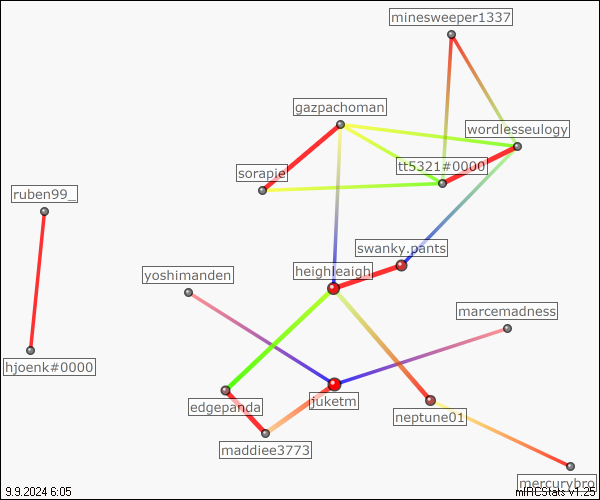 minesweeper1337
gazpachoman
wordlesseulogy
tt5321#0000
sorapie
ruben99_
swanky.pants
heighleaigh
yoshimanden
marcemadness
hjoenk#0000
juketm
edgepanda
neptune01
maddiee3773
mercurybro
9.9.2024 6:05
mIRCStats v1.25